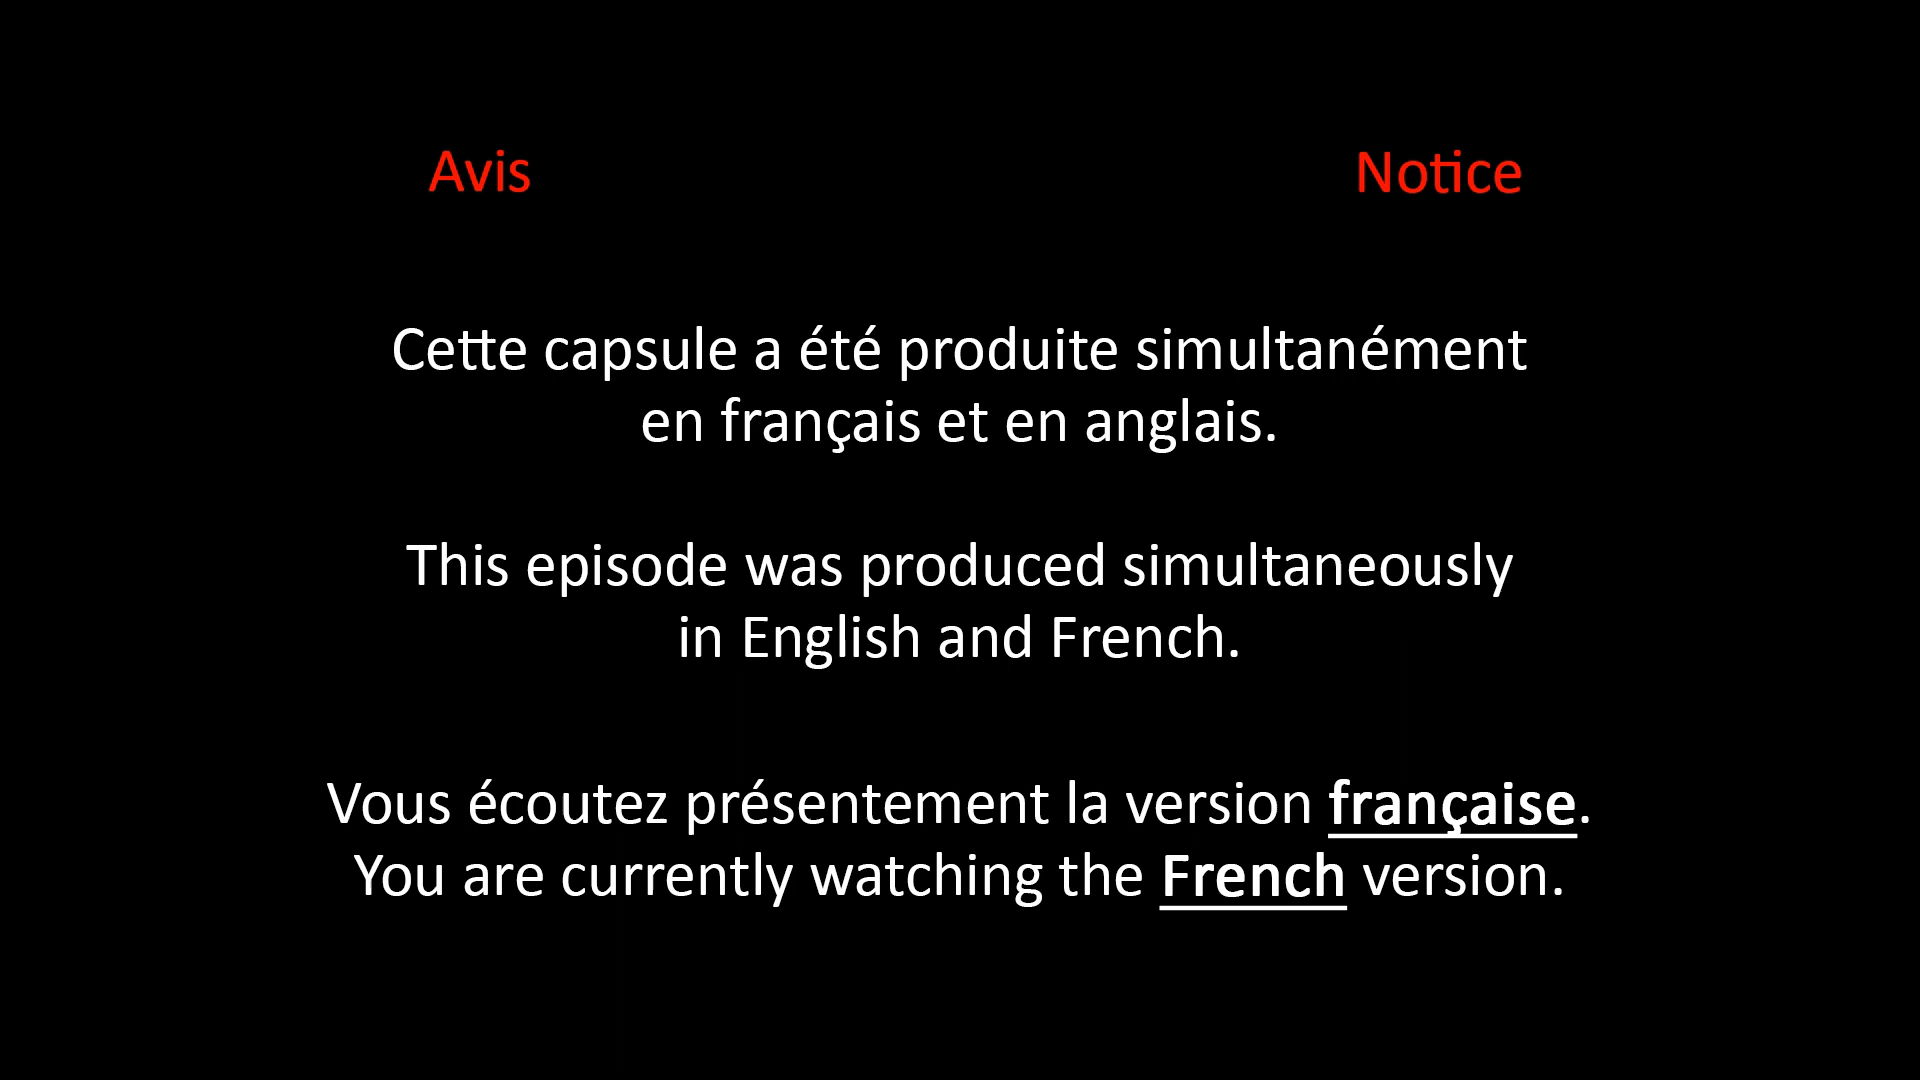 Avis
Notice
Cette capsule a été produite simultanément
en français et en anglais.
This episode was produced simultaneously
in English and French.
Vous écoutez présentement la version française.
You are currently watching the French version.